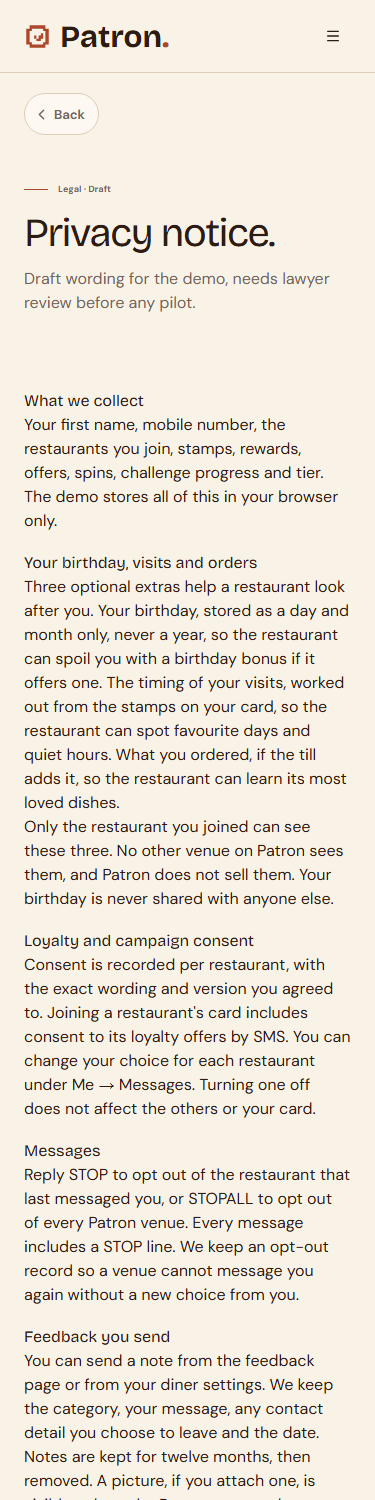 Patron.
Back
Legal · Draft
Privacy notice.
Draft wording for the demo, needs lawyer
review before any pilot.
What we collect
Your first name, mobile number, the
restaurants you join, stamps, rewards,
offers, spins, challenge progress and tier.
The demo stores all of this in your browser
only.
Your birthday, visits and orders
Three optional extras help a restaurant look
after you. Your birthday, stored as a day and
month only, never a year, so the restaurant
can spoil you with a birthday bonus if it
offers one. The timing of your visits, worked
out from the stamps on your card, so the
restaurant can spot favourite days and
quiet hours. What you ordered, if the till
adds it, so the restaurant can learn its most
loved dishes.
Only the restaurant you joined can see
these three. No other venue on Patron sees
them, and Patron does not sell them. Your
birthday is never shared with anyone else.
Loyalty and campaign consent
Consent is recorded per restaurant, with
the exact wording and version you agreed
to. Joining a restaurant's card includes
consent to its loyalty offers by SMS. You can
change your choice for each restaurant
under Me → Messages. Turning one off
does not affect the others or your card.
Messages
Reply STOP to opt out of the restaurant that
last messaged you, or STOPALL to opt out
of every Patron venue. Every message
includes a STOP line. We keep an opt-out
record so a venue cannot message you
again without a new choice from you.
Feedback you send
You can send a note from the feedback
page or from your diner settings. We keep
the category, your message, any contact
detail you choose to leave and the date.
Notes are kept for twelve months, then
removed. A picture, if you attach one, is